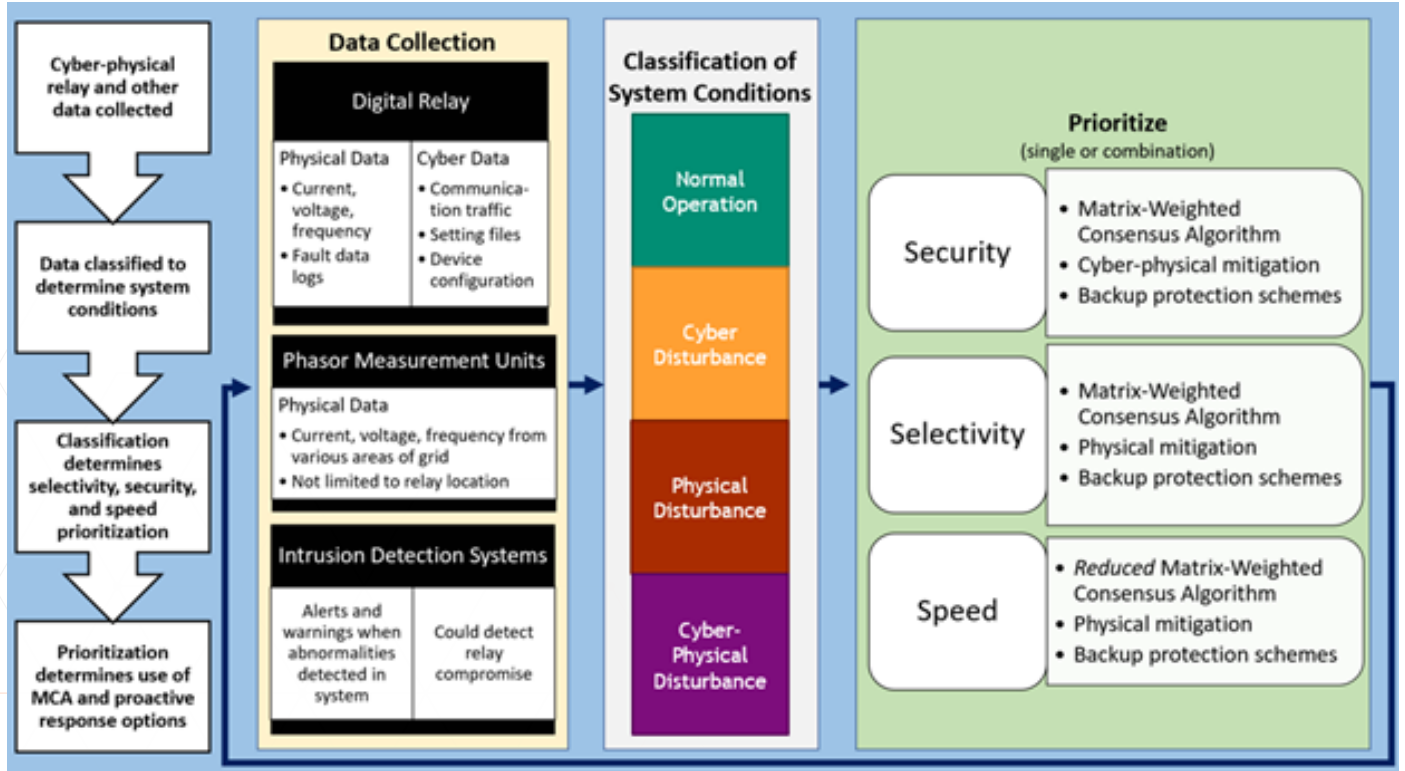 Cyber-physical
relay and other
data collected
Data classified to
determine system
conditions
Classification
determines
selectivity, security,
and speed
prioritization
Prioritization
determines use of
MCA and proactive
response options
Data Collection
Digital Relay
Physical Data
• Current,
voltage,
frequency
• Fault data
logs
Cyber Data
• Communica-
tion traffic
• Setting files
• Device
configuration
Phasor Measurement Units
Physical Data
• Current, voltage, frequency from
various areas of grid
• Not limited to relay location
Intrusion Detection Systems
Alerts and
warnings when
abnormalities
detected in
system
Could detect
relay
compromise
Classification of
System Conditions
Normal
Operation
Cyber
Disturbance
Physical
Disturbance
Cyber-
Physical
Disturbance
Prioritize
(single or combination)
Security
• Matrix-Weighted
Consensus Algorithm
• Cyber-physical mitigation
• Backup protection schemes
Selectivity
• Matrix-Weighted
Consensus Algorithm
• Physical mitigation
• Backup protection schemes
Speed
• Reduced Matrix-Weighted
Consensus Algorithm
• Physical mitigation
• Backup protection schemes